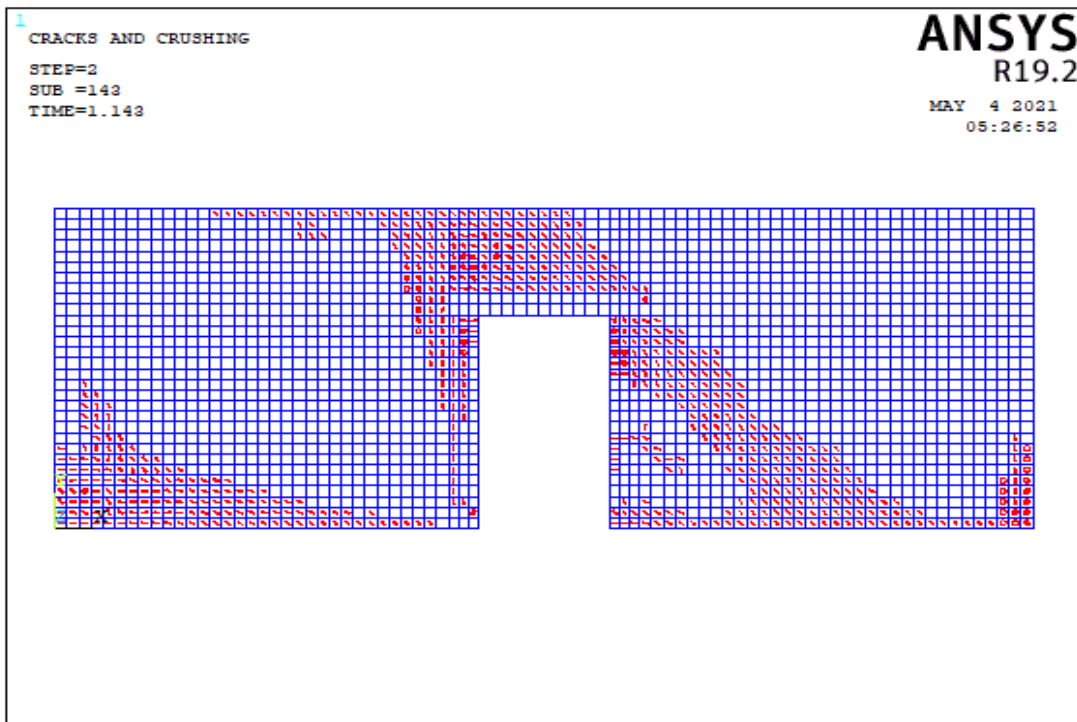 1
CRACKS AND CRUSHING
STEP=2
SUB =143
TIME=1.143
ANSYS
R19.2
MAY 4 2021
05:26:52
X